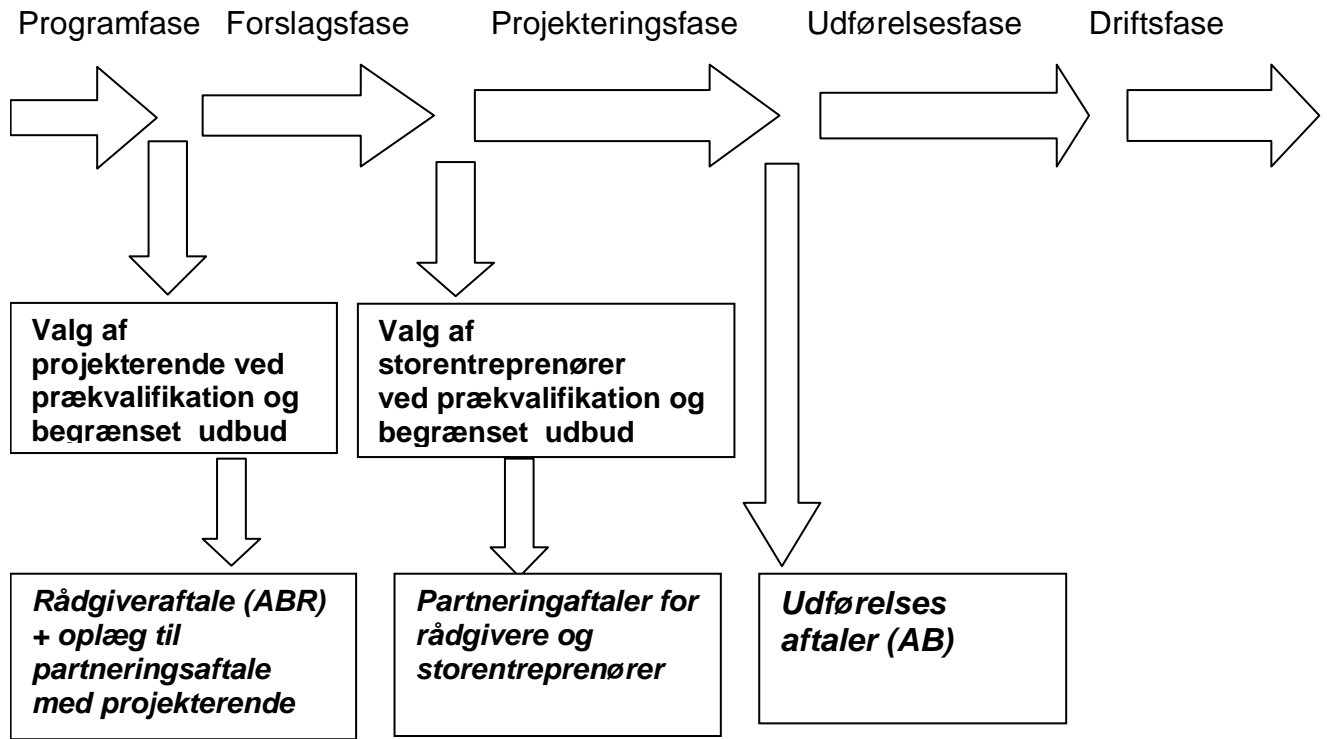 Programfase Forslagsfase Projekteringsfase Udførelsesfase Driftsfase
Valg af
projekterende ved
prækvalifikation og
begrænset udbud
Valg af
storentreprenører
ved prækvalifikation og
begrænset udbud
Rådgiveraftale (ABR)
+ oplæg til
partneringsaftale
med projekterende
Partneringaftaler for
rådgivere og
storentreprenører
Udførelses
aftaler (AB)